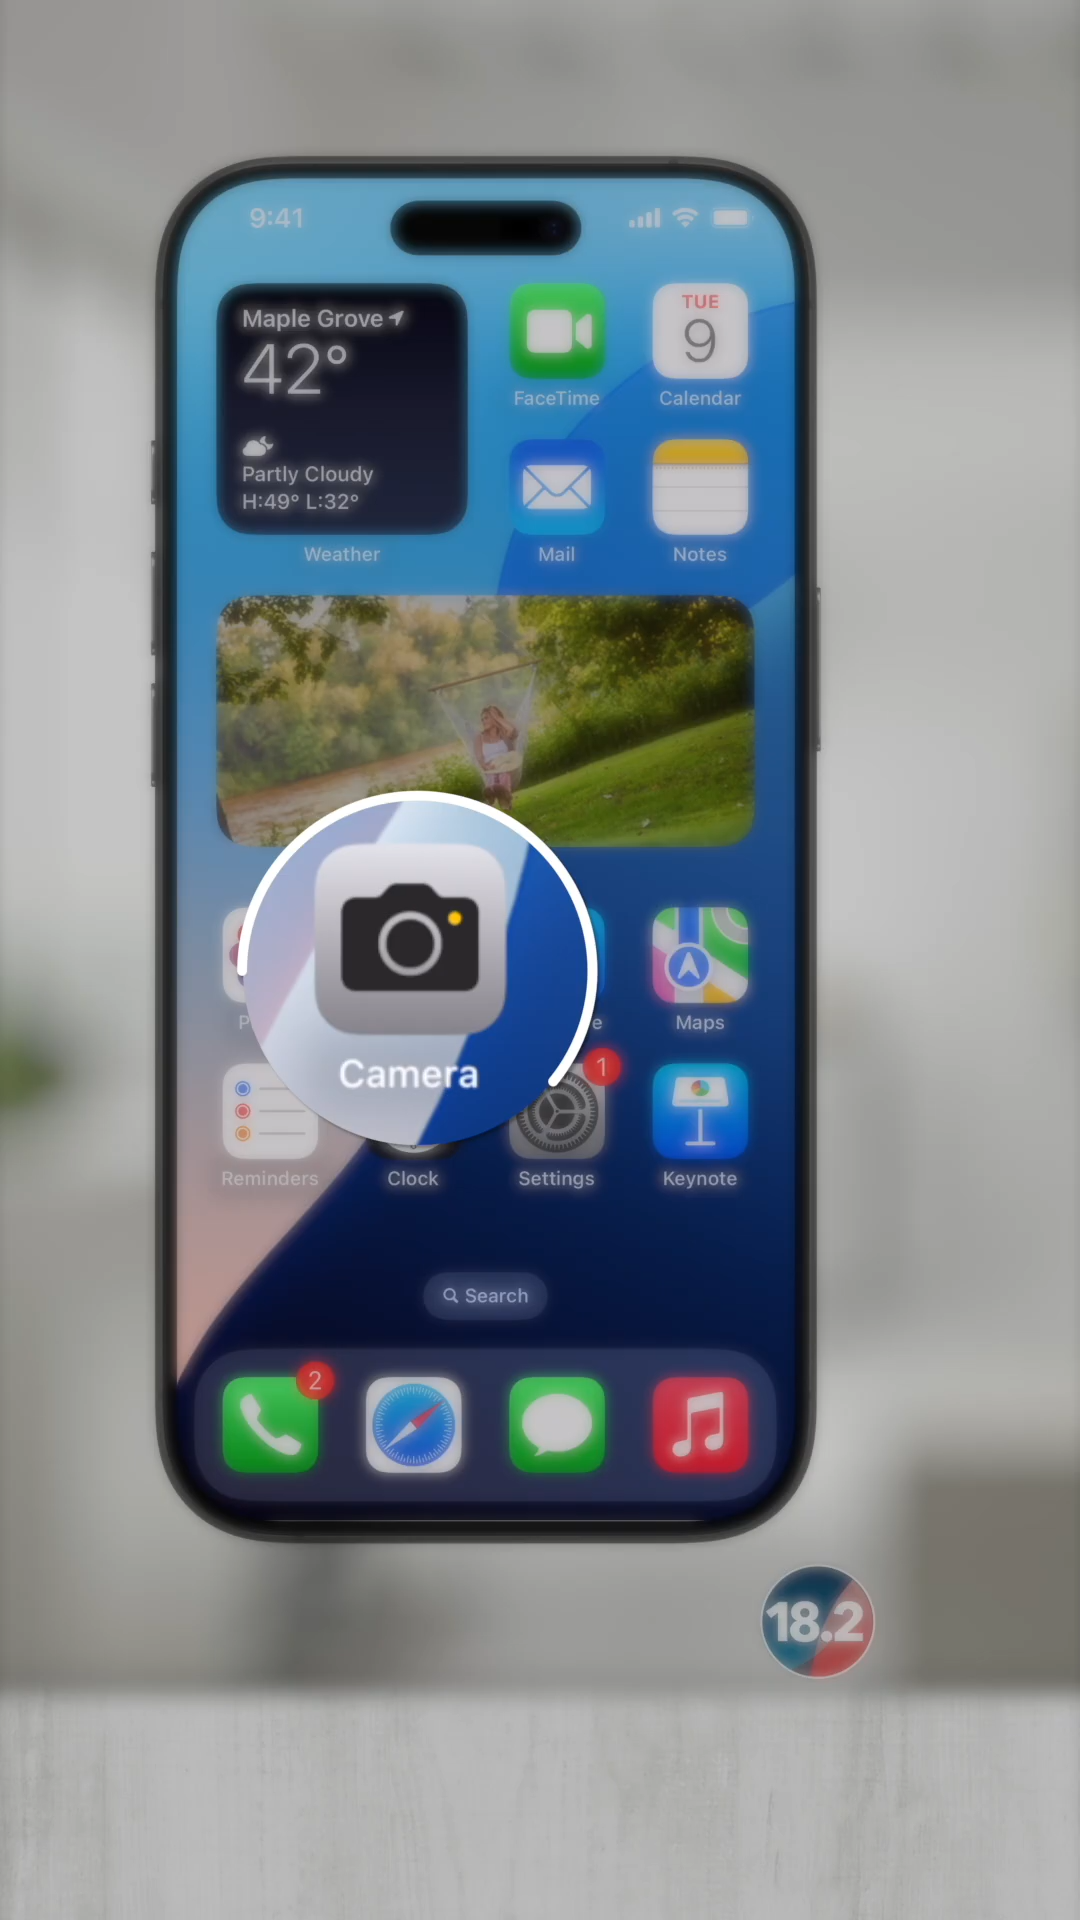 9:41
Maple Grove
42°
Partly Cloudy
H:49° L:32°
Weather
FaceTime
TUE
9
Calendar
Mail
Notes
Camera
Maps
1
Reminders
Clock
Settings
Keynote
Search
2
18.2